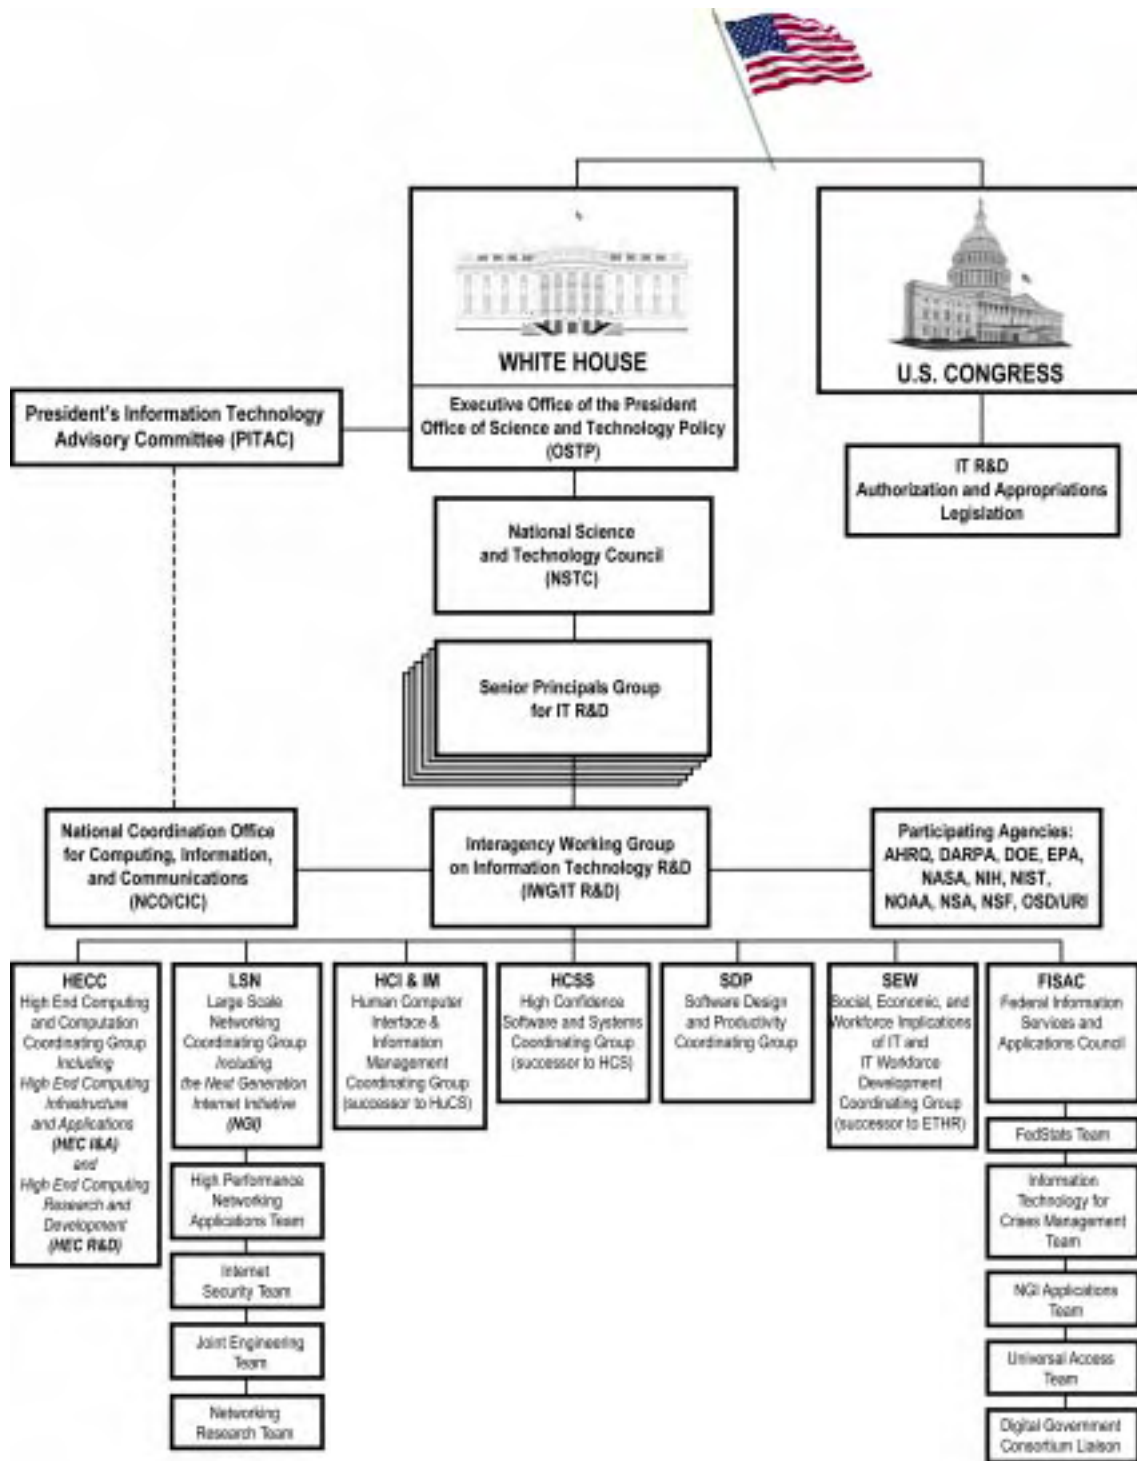 WHITE HOUSE
Executive Office of the President
Office of Science and Technology Policy
(OSTP)
U.S. CONGRESS
President's Information Technology
Advisory Committee (PITAC)
IT R&D
Authorization and Appropriations
Legislation
National Science
and Technology Council
(NSTC)
Senior Principals Group
for IT R&D
National Coordination Office
for Computing, Information,
and Communications
(NCO/CIC)
Interagency Working Group
on Information Technology R&D
(IWG/IT R&D)
Participating Agencies:
AHRQ, DARPA, DOE, EPA,
NASA, NIH, NIST,
NOAA, NSA, NSF, OSD/URI
HECC
High End Computing
and Computation
Coordinating Group
Including
High End Computing
Infrastructure
and Applications
(HEC I&A)
and
High End Computing
Research and
Development
(HEC R&D)
LSN
Large Scale
Networking
Coordinating Group
Including
the Next Generation
Internet Initiative
(NGI)
High Performance
Networking
Applications Team
Internet
Security Team
Joint Engineering
Team
Networking
Research Team
HCI & IM
Human Computer
Interface &
Information
Management
Coordinating Group
(successor to HuCS)
HCSS
High Confidence
Software and Systems
Coordinating Group
(successor to HCS)
SDP
Software Design
and Productivity
Coordinating Group
SEW
Social, Economic, and
Workforce Implications
of IT and
IT Workforce
Development
Coordinating Group
(successor to ETHR)
FISAC
Federal Information
Services and
Applications Council
FedStats Team
Information
Technology for
Crises Management
Team
NGI Applications
Team
Universal Access
Team
Digital Government
Consortium Liaison